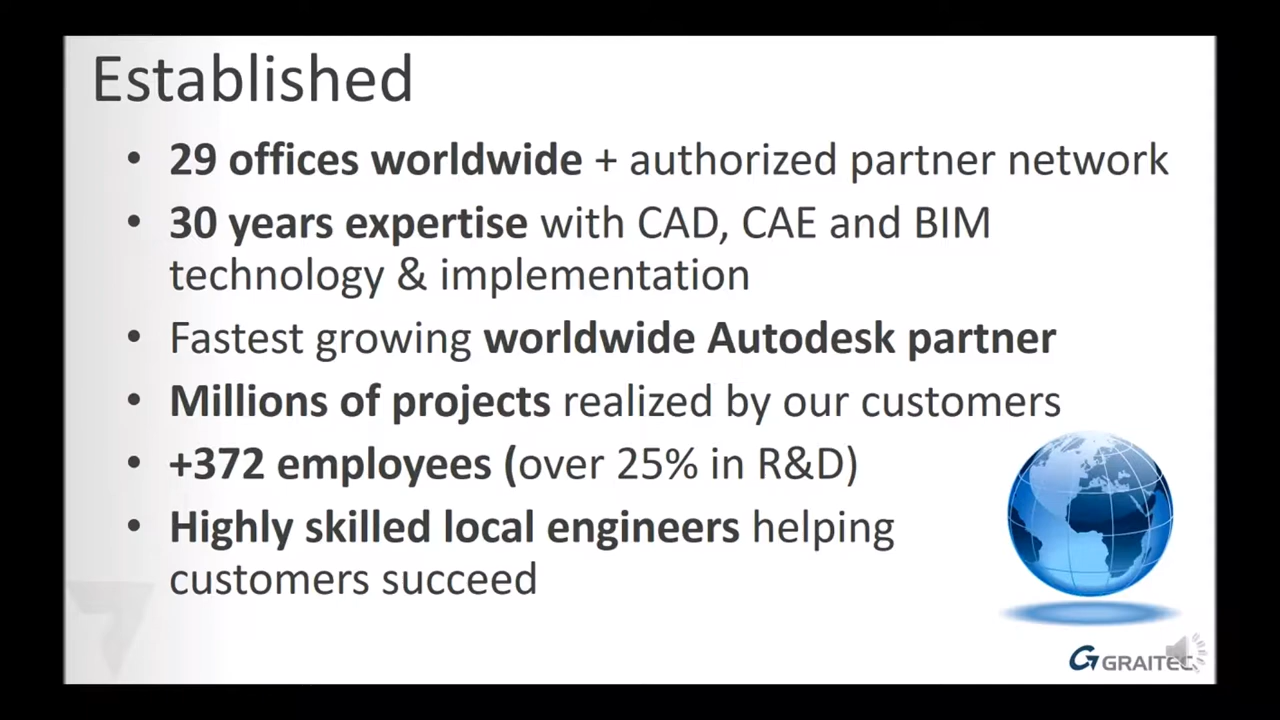 Established
• 29 offices worldwide + authorized partner network
• 30 years expertise with CAD, CAE and BIM
technology & implementation
• Fastest growing worldwide Autodesk partner
• Millions of projects realized by our customers
• +372 employees (over 25% in R&D)
• Highly skilled local engineers helping
customers succeed
GRAITEC